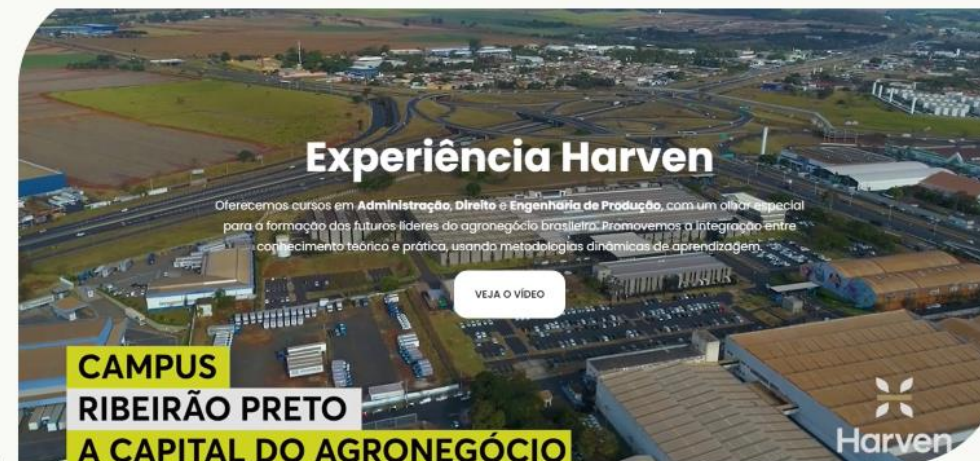 Experiência Harven
Oferecemos cursos em Administração, Direito e Engenharia de Produção, com um olhar especial
para a formação dos futuros líderes do agronegócio brasileiro. Promovemos a integração entre
conhecimento teórico e prática, usando metodologias dinâmicas de aprendizagem.
VEJA O VÍDEO
CAMPUS
RIBEIRÃO PRETO
A CAPITAL DO AGRONEGÓCIO
Harven